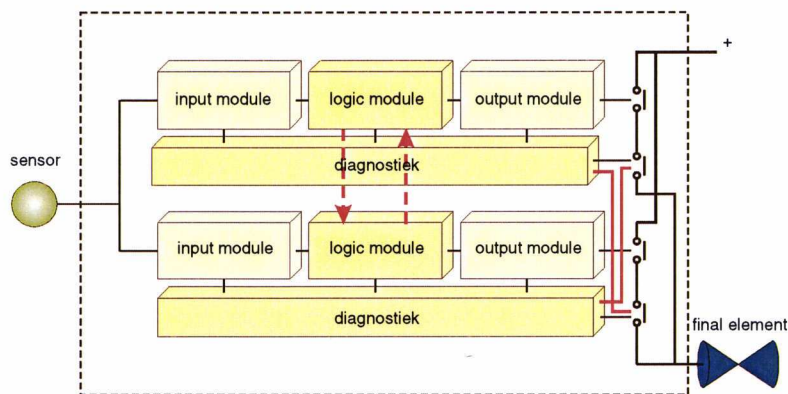 +
input module
logic module
output module
sensor
diagnostiek
input module
logic module
output module
diagnostiek
final element